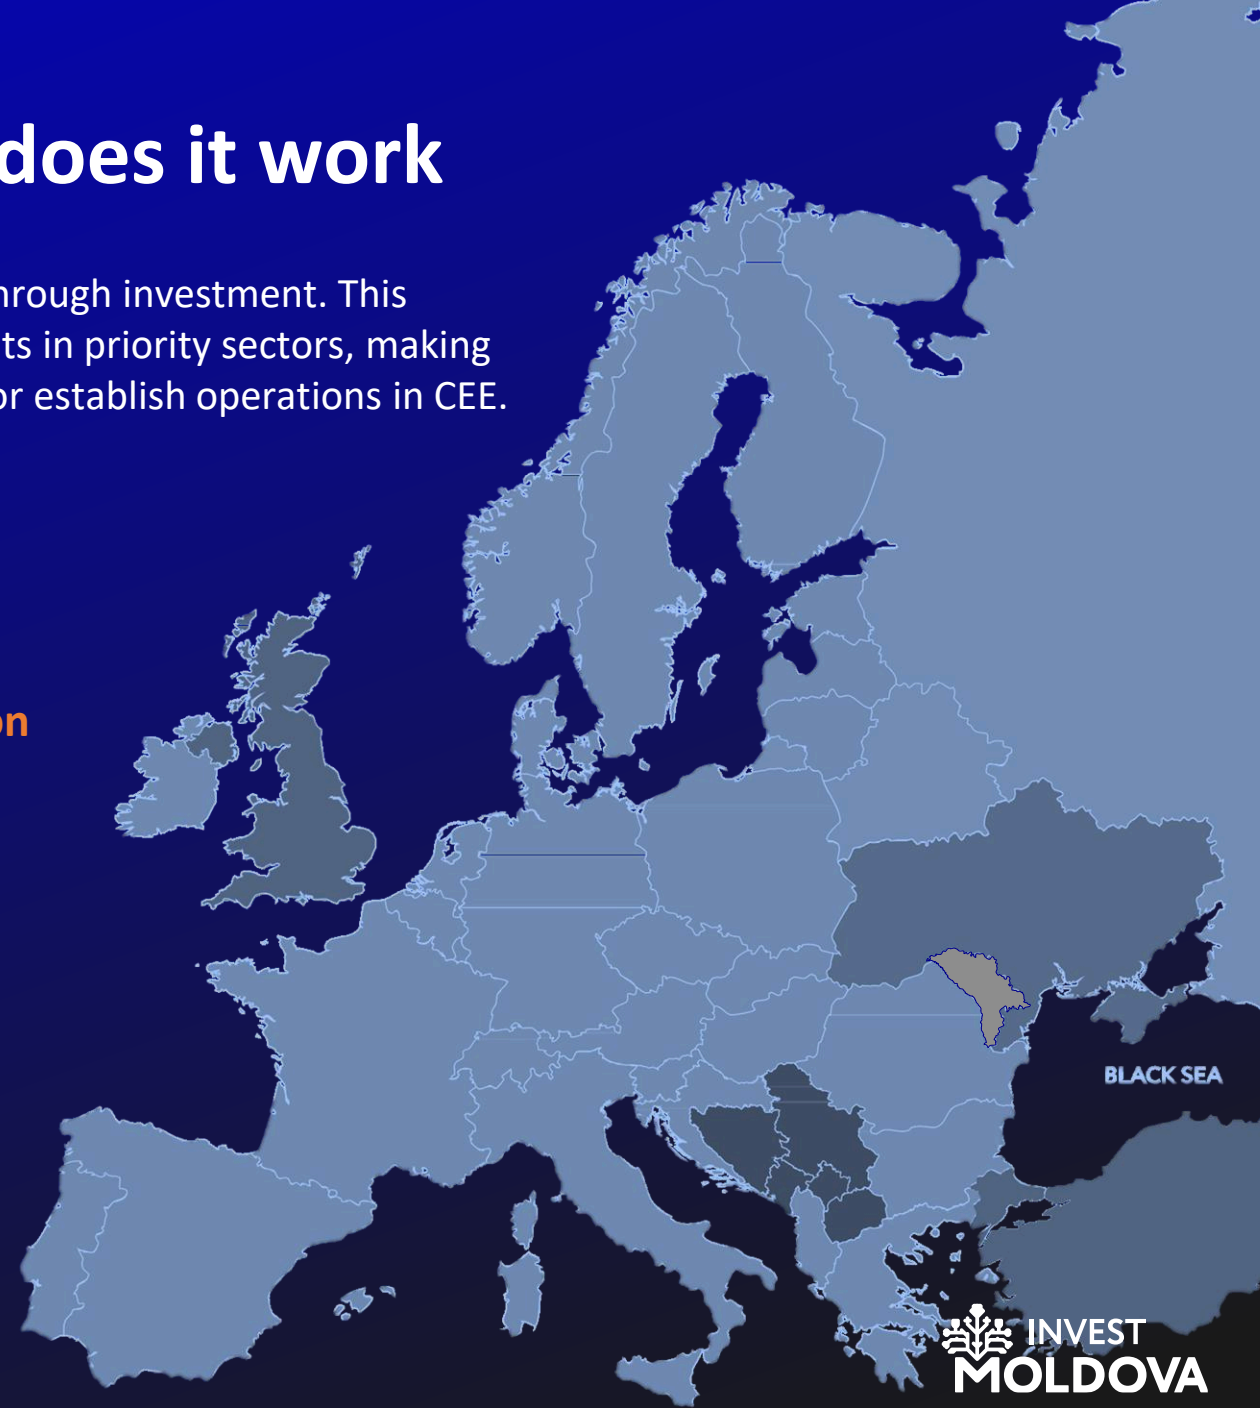 does it work
hrough investment. This
ts in priority sectors, making
or establish operations in CEE.
on
BLACK SEA
INVEST
MOLDOVA